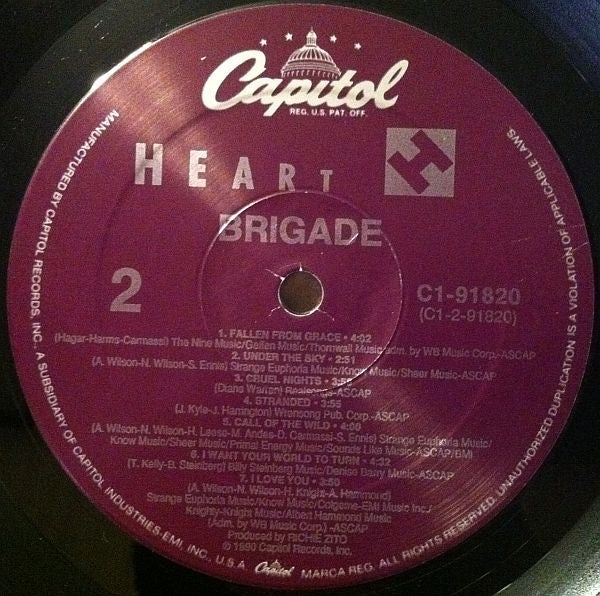 Capitol
REG. U.S. PAT. OFF.
HEART
H
BRIGADE
2
C1-91820
(C1-2-91820)
1. FALLEN FROM GRACE • 4:02
(Hagar-Harms-Carmassi) The Nine Music/Geffen Music/Thornwall Music adm. by WB Music Corp.-ASCAP
2. UNDER THE SKY • 2:51
(A. Wilson-N. Wilson-S. Ennis) Strange Euphoria Music/Know Music/Sheer Music-ASCAP
3. CRUEL NIGHTS • 3:55
(Diane Warren) Realsongs-ASCAP
4. STRANDED • 3:55
(J. Kyle-J. Harrington) Wrensong Pub. Corp.-ASCAP
5. CALL OF THE WILD • 4:00
(A. Wilson-N. Wilson-H. Leese-M. Andes-D. Carmassi-S. Ennis) Strange Euphoria Music/
Know Music/Sheer Music/Primal Energy Music/Sounds Like Music-ASCAP/BMI
6. I WANT YOUR WORLD TO TURN • 4:32
(T. Kelly-B. Steinberg) Billy Steinberg Music/Denise Barry Music-ASCAP
7. I LOVE YOU • 3:50
(A. Wilson-N. Wilson-H. Knight-A. Hammond)
Strange Euphoria Music/Know Music/Colgems-EMI Music Inc./
Knighty-Knight Music/Albert Hammond Music
(Adm. by WB Music Corp.) -ASCAP
Produced by RICHIE ZITO
℗ 1990 Capitol Records, Inc.
MANUFACTURED BY CAPITOL RECORDS, INC., A SUBSIDIARY OF CAPITOL INDUSTRIES-EMI, INC., U.S.A.
Capitol
MARCA REG. ALL RIGHTS RESERVED. UNAUTHORIZED DUPLICATION IS A VIOLATION OF APPLICABLE LAWS.